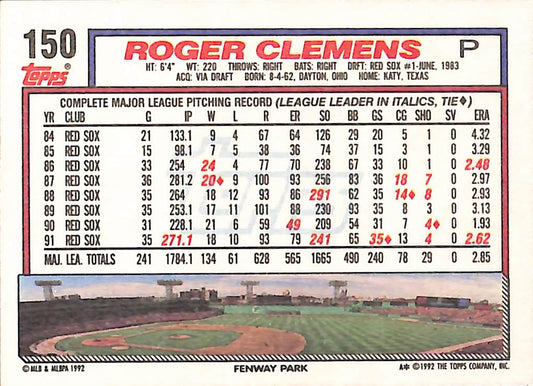 150 ROGER CLEMENS P
Topps® HT: 6'4" WT: 220 THROWS: RIGHT BATS: RIGHT DRFT: RED SOX #1-JUNE, 1983
ACQ: VIA DRAFT BORN: 8-4-62, DAYTON, OHIO HOME: KATY, TEXAS
COMPLETE MAJOR LEAGUE PITCHING RECORD (LEAGUE LEADER IN ITALICS, TIE♦)
YR CLUB G IP W L R ER SO BB GS CG SHO SV ERA
84 RED SOX 21 133.1 9 4 67 64 126 29 20 5 1 0 4.32
85 RED SOX 15 98.1 7 5 38 36 74 37 15 3 1 0 3.29
86 RED SOX 33 254 24 4 77 70 238 67 33 10 1 0 2.48
87 RED SOX 36 281.2 20♦ 9 100 93 256 83 36 18 7 0 2.97
88 RED SOX 35 264 18 12 93 86 291 62 35 14♦ 8 0 2.93
89 RED SOX 35 253.1 17 11 101 88 230 93 35 8 3 0 3.13
90 RED SOX 31 228.1 21 6 59 49 209 54 31 7 4♦ 0 1.93
91 RED SOX 35 271.1 18 10 93 79 241 65 35♦ 13 4 0 2.62
MAJ. LEA. TOTALS 241 1784.1 134 61 628 565 1665 490 240 78 29 0 2.85
©MLB & MLBPA 1992 FENWAY PARK A* ©1992 THE TOPPS COMPANY, INC.